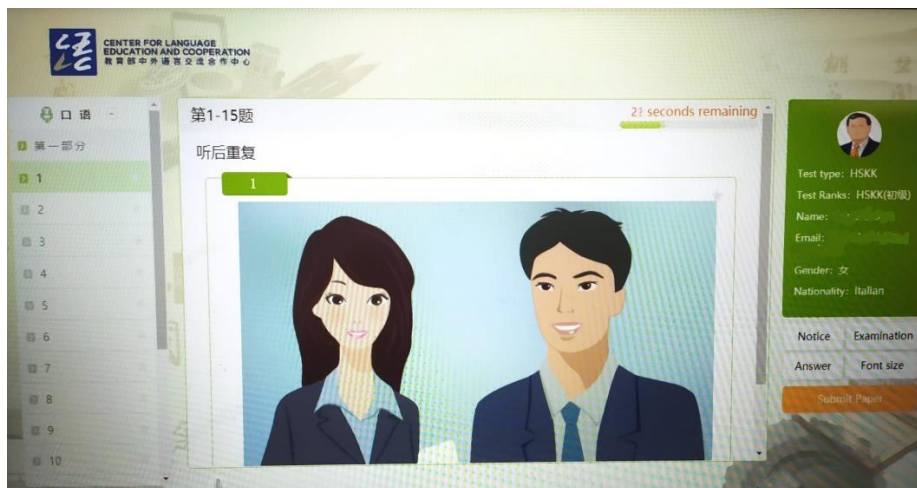 CENTER FOR LANGUAGE
EDUCATION AND COOPERATION
教育部中外语言交流合作中心
口语
第一部分
1
2
3
4
5
6
7
8
9
10
第1-15题
seconds remaining
听后重复
1
Test type: HSKK
Test Ranks: HSKK(初级)
Name:
Email:
Gender: 女
Nationality: Italian
Notice Examination
Answer Font size
Submit Paper